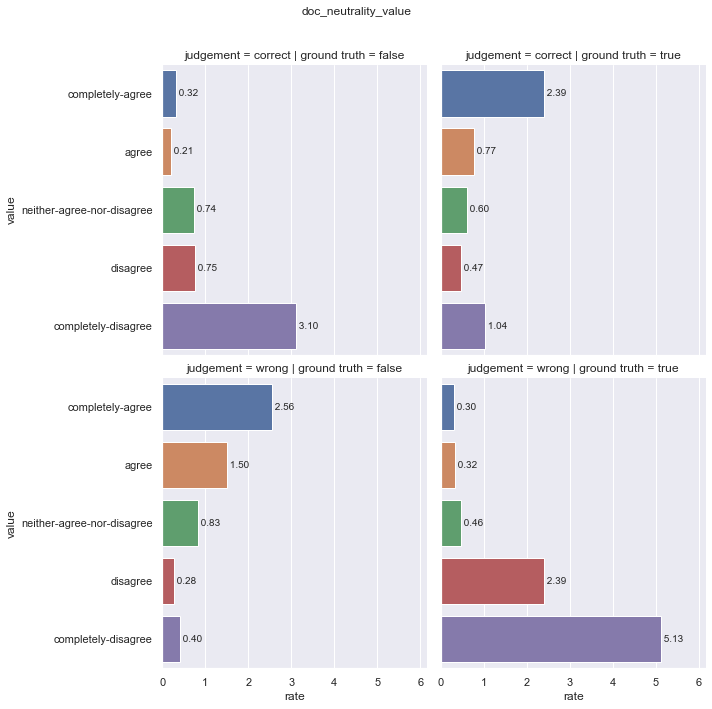 doc_neutrality_value
judgement = correct | ground truth = false
judgement = correct | ground truth = true
value
completely-agree
0.32
2.39
agree
0.21
0.77
neither-agree-nor-disagree
0.74
0.60
disagree
0.75
0.47
completely-disagree
3.10
1.04
judgement = wrong | ground truth = false
judgement = wrong | ground truth = true
value
completely-agree
2.56
0.30
agree
1.50
0.32
neither-agree-nor-disagree
0.83
0.46
disagree
0.28
2.39
completely-disagree
0.40
5.13
0 1 2 3 4 5 6
0 1 2 3 4 5 6
rate
rate